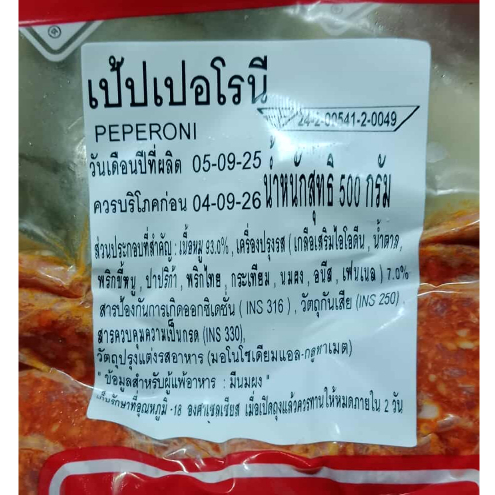 เป้ปเปอโรนี
24-2-00541-2-0049
PEPERONI
วันเดือนปีที่ผลิต 05-09-25
ควรบริโภคก่อน 04-09-26
น้ำหนักสุทธิ 500 กรัม
ส่วนประกอบที่สำคัญ : เนื้อหมู 93.0% , เครื่องปรุงรส ( เกลือเสริมไอโอดีน , น้ำตาล,
พริกขี้หนู , ปาปริก้า , พริกไทย , กระเทียม , นมผง , อบีส , เฟนเนล ) 7.0%
สารป้องกันการเกิดออกซิเดชั่น ( INS 316 ) , วัตถุกันเสีย (INS 250) ,
สารควบคุมความเป็นกรด (INS 330),
วัตถุปรุงแต่งรสอาหาร (มอโนโซเดียมแอล-กลูทาเมต)
" ข้อมูลสำหรับผู้แพ้อาหาร : มีนมผง "
เก็บรักษาที่อุณหภูมิ -18 องศาเซลเซียส เมื่อเปิดถุงแล้วควรทานให้หมดภายใน 2 วัน